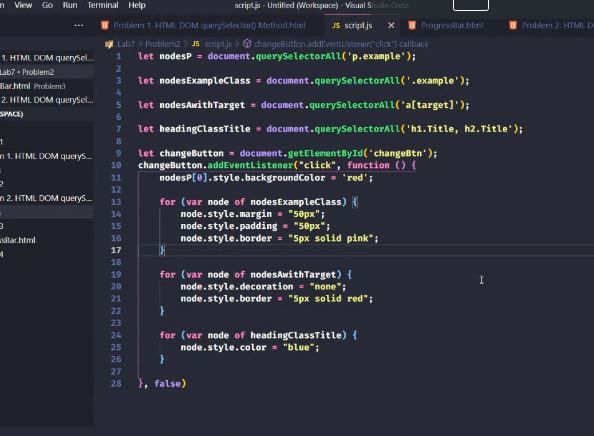 n View Go Run Terminal Help
script.js - Untitled (Workspace) - Visual Studio Code
Problem 1. HTML DOM querySelector() Method.html
JS script.js
ProgressBar.html
Problem 2. HTML D
Lab7 > Problem2 > JS script.js > changeButton.addEventListener("click") callback
1. HTML DOM querySel...
Lab7 • Problem2
Bar.html Problem3
2. HTML DOM querySel...
SPACE)
1
m 1. HTML DOM queryS...
2
m 2. HTML DOM queryS...
3
ssBar.html
4
1 let nodesP = document.querySelectorAll('p.example');
2
3 let nodesExampleClass = document.querySelectorAll('.example');
4
5 let nodesAwithTarget = document.querySelectorAll('a[target]');
6
7 let headingClassTitle = document.querySelectorAll('h1.Title, h2.Title');
8
9 let changeButton = document.getElementById('changeBtn');
10 changeButton.addEventListener("click", function () {
11 nodesP[0].style.backgroundColor = 'red';
12
13 for (var node of nodesExampleClass) {
14 node.style.margin = "50px";
15 node.style.padding = "50px";
16 node.style.border = "5px solid pink";
17 }
18
19 for (var node of nodesAwithTarget) {
20 node.style.decoration = "none";
21 node.style.border = "5px solid red";
22 }
23
24 for (var node of headingClassTitle) {
25 node.style.color = "blue";
26 }
27
28 }, false)